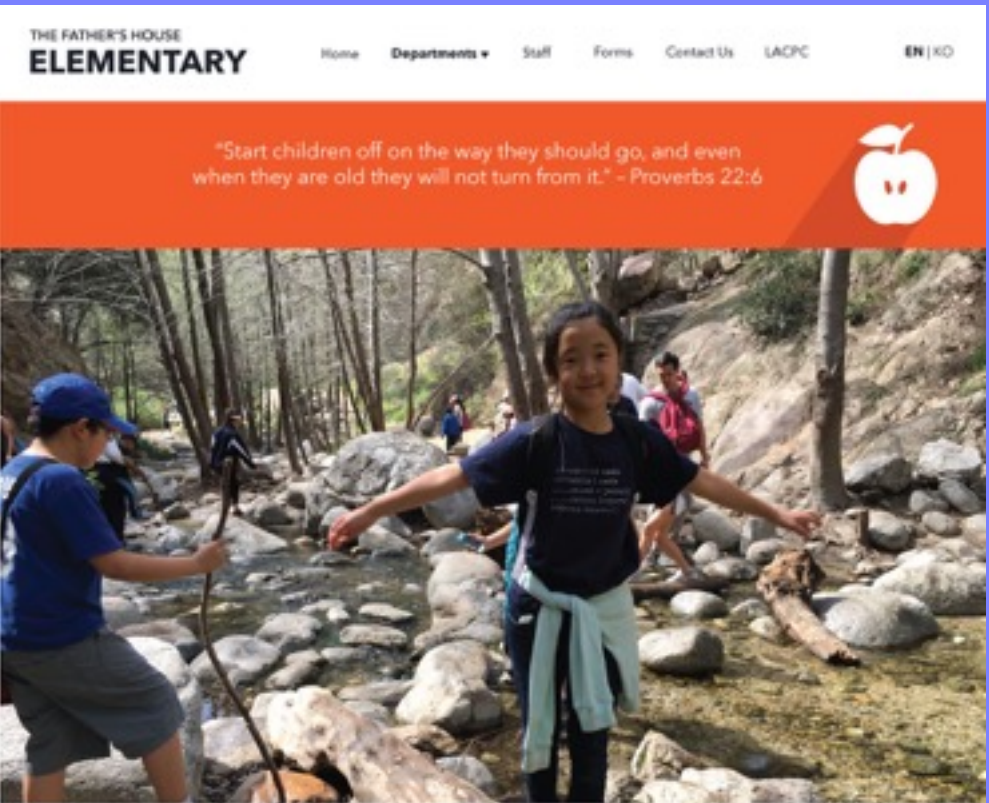 THE FATHER'S HOUSE
ELEMENTARY
Home Departments ▾ Staff Forms Contact Us LACPC EN | KO
"Start children off on the way they should go, and even
when they are old they will not turn from it." – Proverbs 22:6